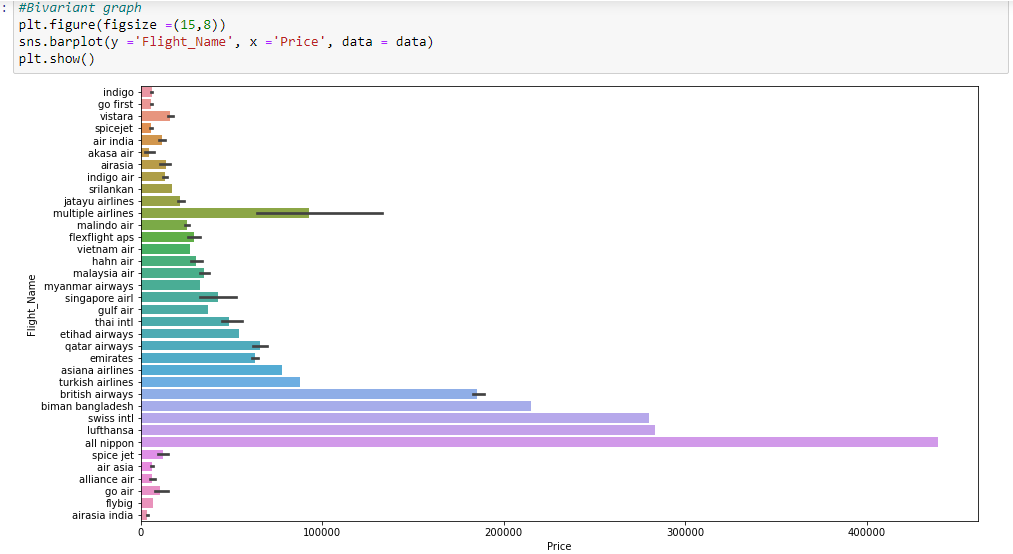 : #Bivariant graph
plt.figure(figsize =(15,8))
sns.barplot(y ='Flight_Name', x ='Price', data = data)
plt.show()
indigo
go first
vistara
spicejet
air india
akasa air
airasia
indigo air
srilankan
jatayu airlines
multiple airlines
malindo air
flexflight aps
vietnam air
hahn air
malaysia air
myanmar airways
singapore airl
gulf air
thai intl
etihad airways
qatar airways
emirates
asiana airlines
turkish airlines
british airways
biman bangladesh
swiss intl
lufthansa
all nippon
spice jet
air asia
alliance air
go air
flybig
airasia india
Flight_Name
0 100000 200000 300000 400000
Price